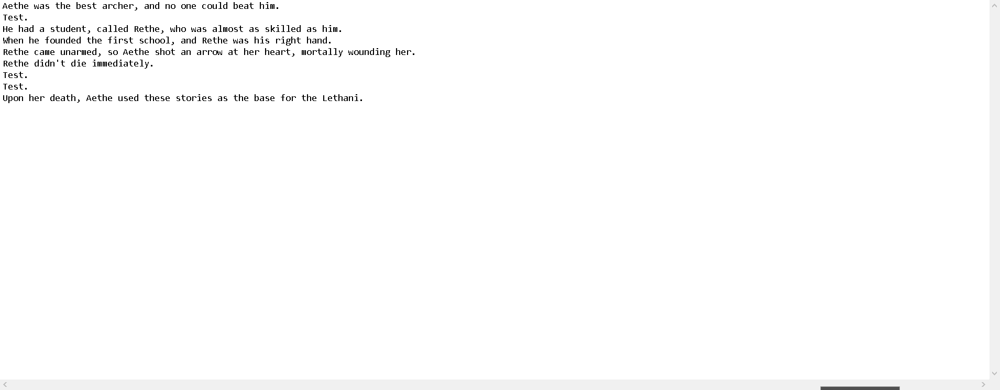 Aethe was the best archer, and no one could beat him.
Test.
He had a student, called Rethe, who was almost as skilled as him.
When he founded the first school, and Rethe was his right hand.
Rethe came unarmed, so Aethe shot an arrow at her heart, mortally wounding her.
Rethe didn't die immediately.
Test.
Test.
Upon her death, Aethe used these stories as the base for the Lethani.